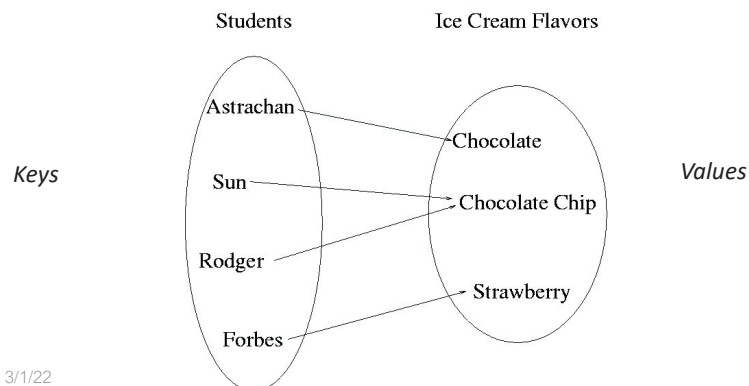 Students
Ice Cream Flavors
Keys
Values
Astrachan
Sun
Rodger
Forbes
Chocolate
Chocolate Chip
Strawberry
3/1/22